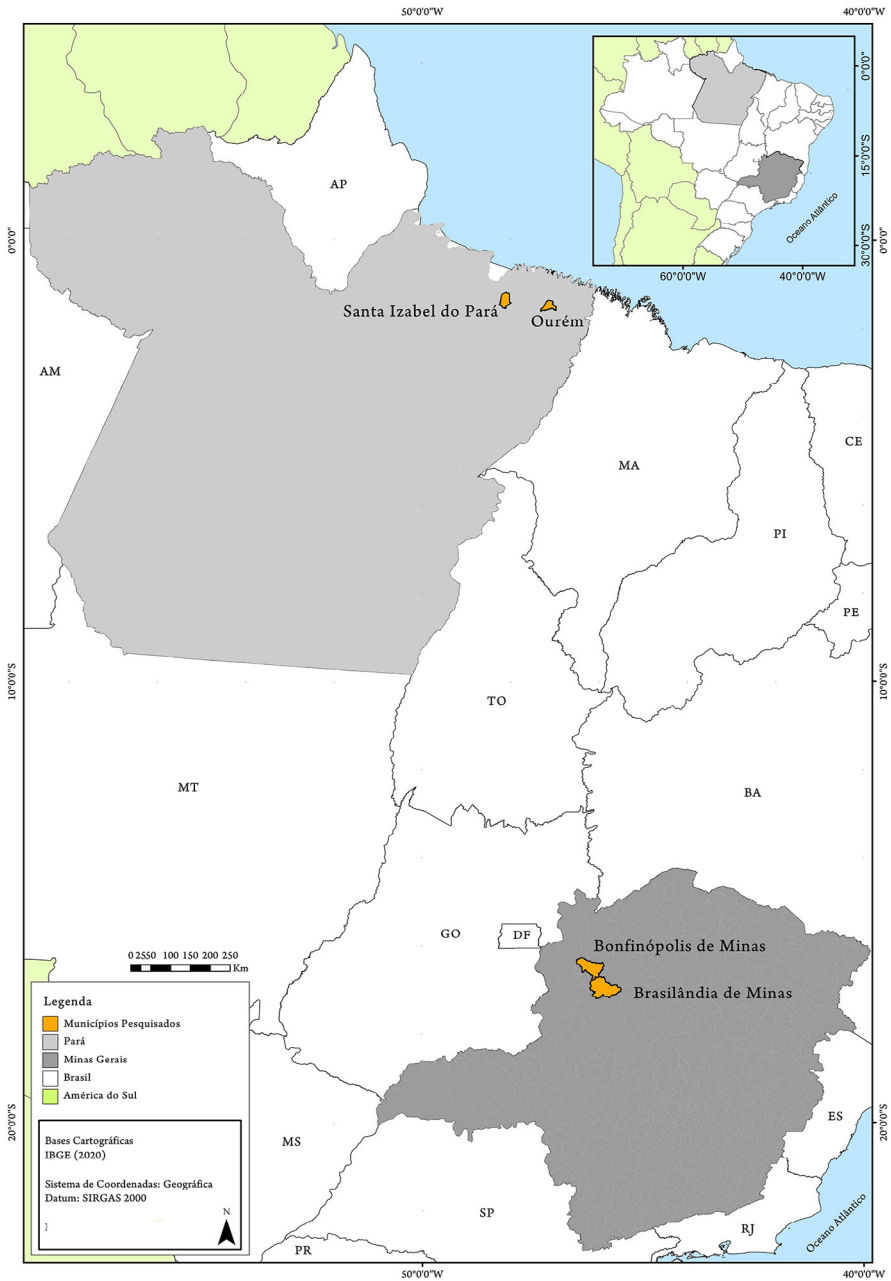 50°0'0"W
40°0'0"W
0°0'0"
15°0'0"S
30°0'0"S
Oceano Atlântico
60°0'0"W
40°0'0"W
AP
0°0'0"
0°0'0"
Santa Izabel do Pará
Ourém
AM
MA
CE
PI
PE
10°0'0"S
10°0'0"S
TO
MT
BA
GO
DF
Bonfinópolis de Minas
Brasilândia de Minas
0 2550 100 150 200 250
Km
Legenda
Municípios Pesquisados
Pará
Minas Gerais
Brasil
América do Sul
20°0'0"S
20°0'0"S
ES
Bases Cartográficas
IBGE (2020)
Sistema de Coordenadas: Geográfica
Datum: SIRGAS 2000
N
]
MS
SP
RJ
Oceano Atlântico
PR
50°0'0"W
40°0'0"W